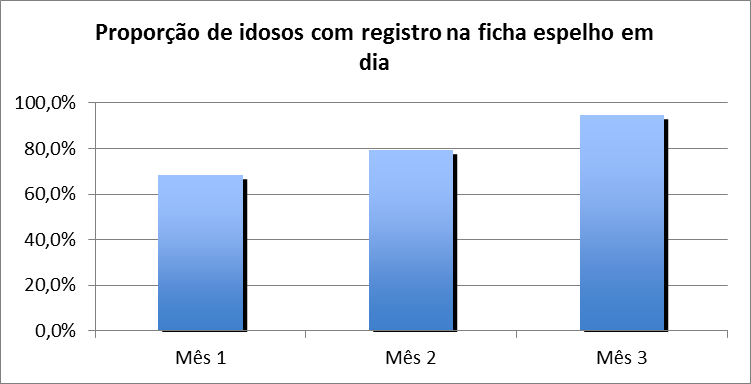 Proporção de idosos com registro na ficha espelho em
dia
100,0%
80,0%
60,0%
40,0%
20,0%
0,0%
Mês 1
Mês 2
Mês 3